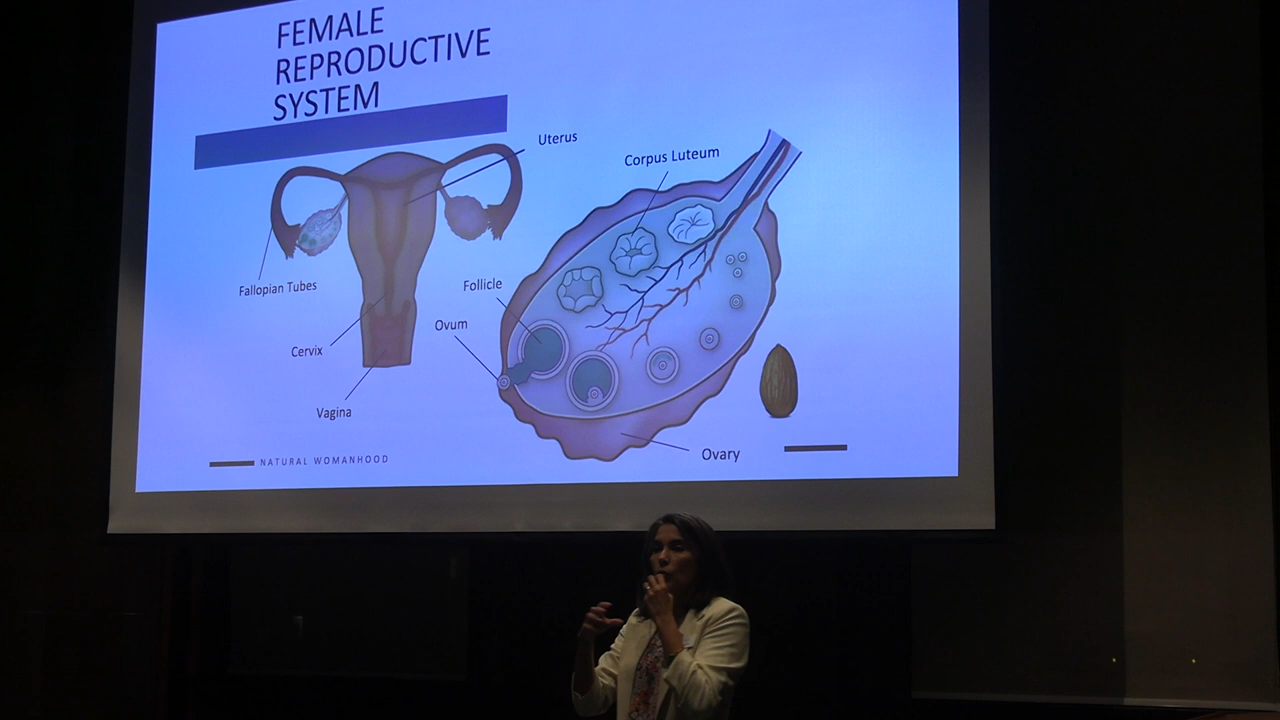 FEMALE
REPRODUCTIVE
SYSTEM
Uterus
Corpus Luteum
Fallopian Tubes
Follicle
Ovum
Cervix
Vagina
Ovary
NATURAL WOMANHOOD